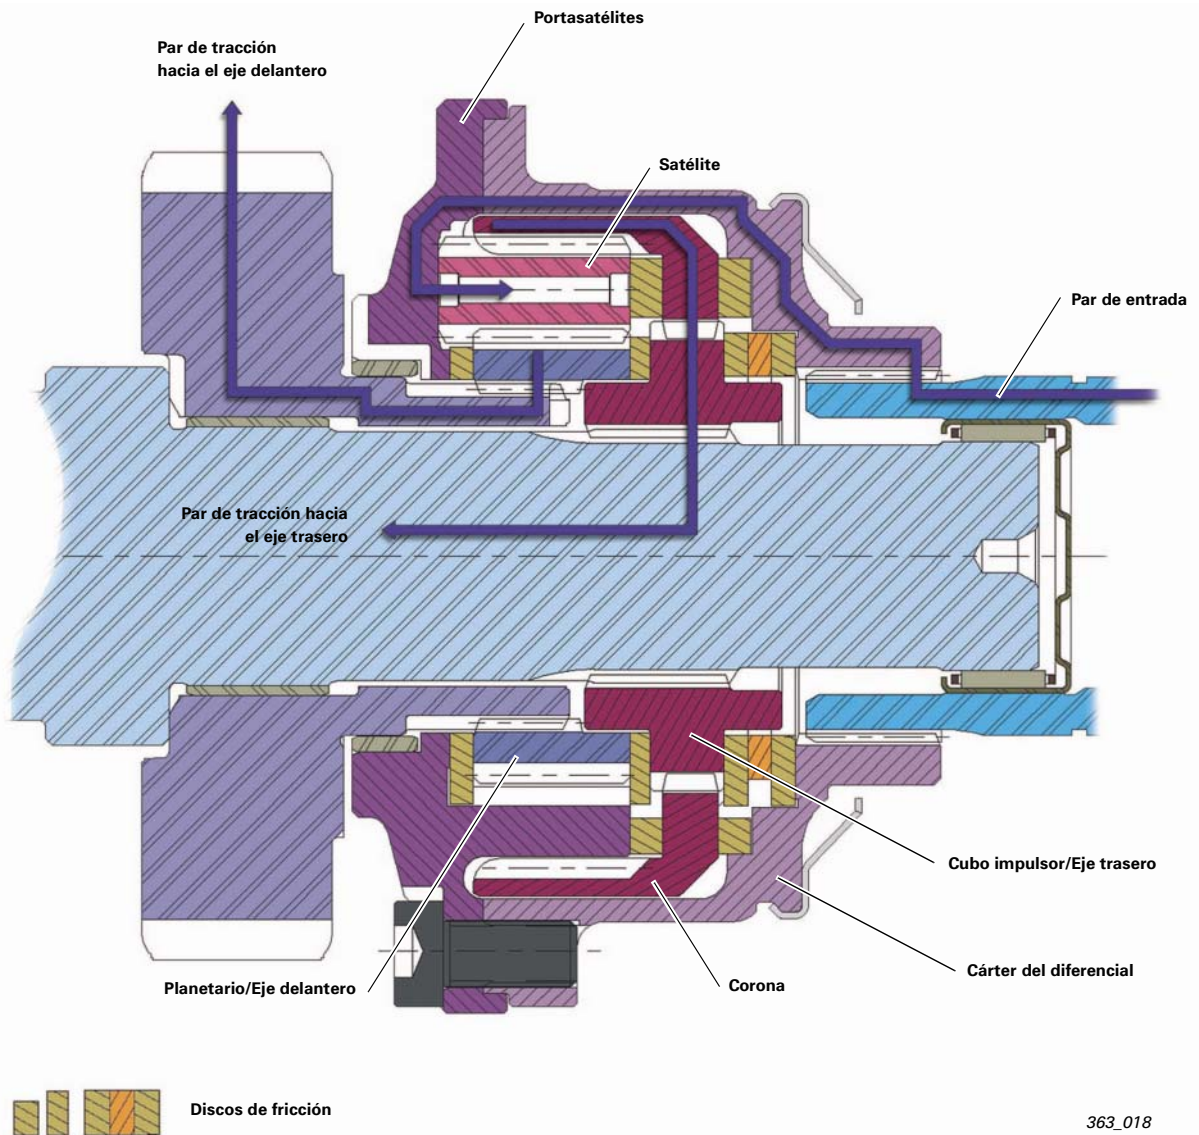 Portasatélites
Par de tracción
hacia el eje delantero
Satélite
Par de entrada
Par de tracción hacia
el eje trasero
Cubo impulsor/Eje trasero
Cárter del diferencial
Planetario/Eje delantero
Corona
Discos de fricción
363_018